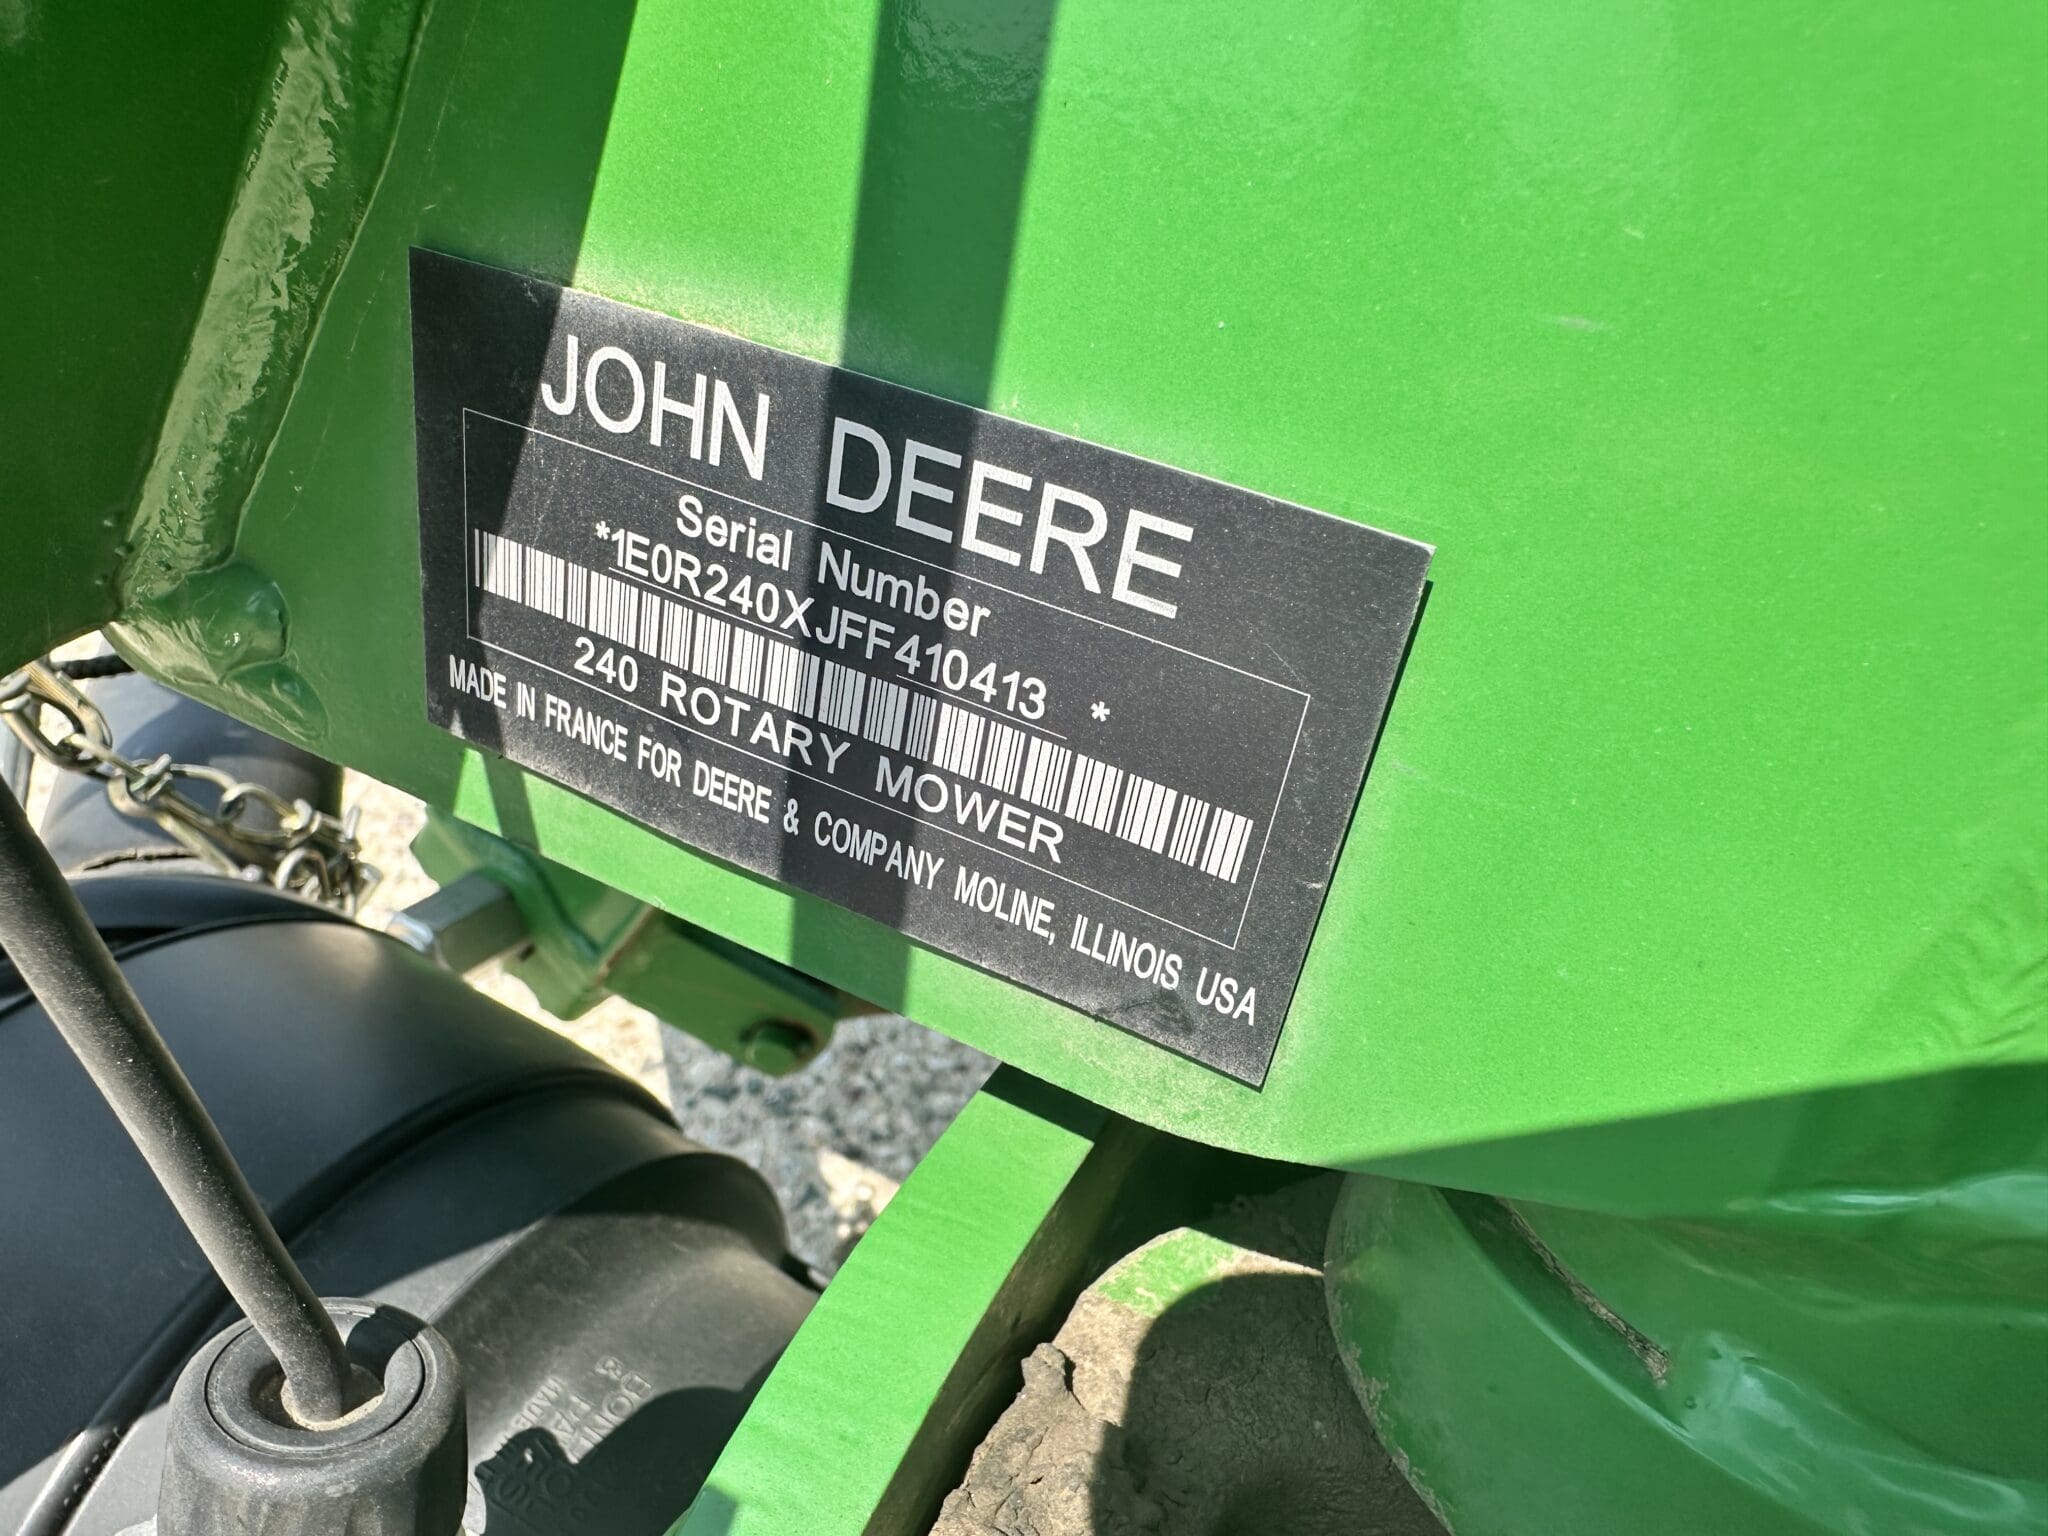 JOHN DEERE
Serial Number
*1E0R240XJFF410413 *
240 ROTARY MOWER
MADE IN FRANCE FOR DEERE & COMPANY MOLINE, ILLINOIS USA